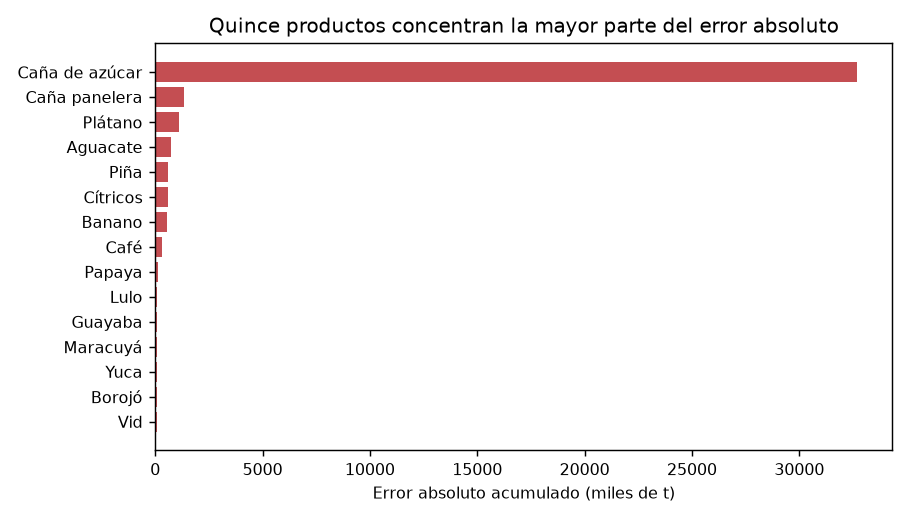 Quince productos concentran la mayor parte del error absoluto
Caña de azúcar
Caña panelera
Plátano
Aguacate
Piña
Cítricos
Banano
Café
Papaya
Lulo
Guayaba
Maracuyá
Yuca
Borojó
Vid
0 5000 10000 15000 20000 25000 30000
Error absoluto acumulado (miles de t)